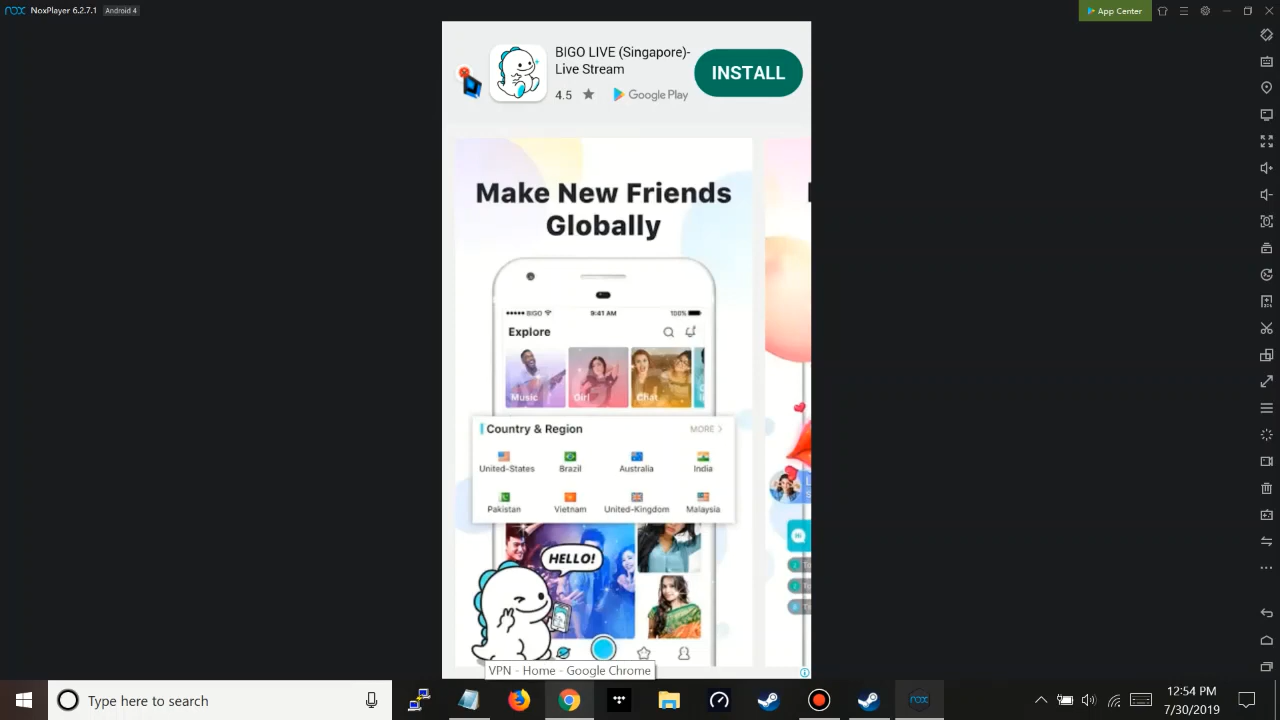 NoxPlayer 6.2.7.1
Android 4
App Center
BIGO LIVE (Singapore)-
Live Stream
4.5
Google Play
INSTALL
Make New Friends
Globally
BIGO
9:41 AM
100%
Explore
Music
Girl
Chat
Country & Region
MORE
United-States
Brazil
Australia
India
Pakistan
Vietnam
United-Kingdom
Malaysia
HELLO!
Hi
VPN - Home - Google Chrome
Type here to search
nox
12:54 PM
7/30/2019